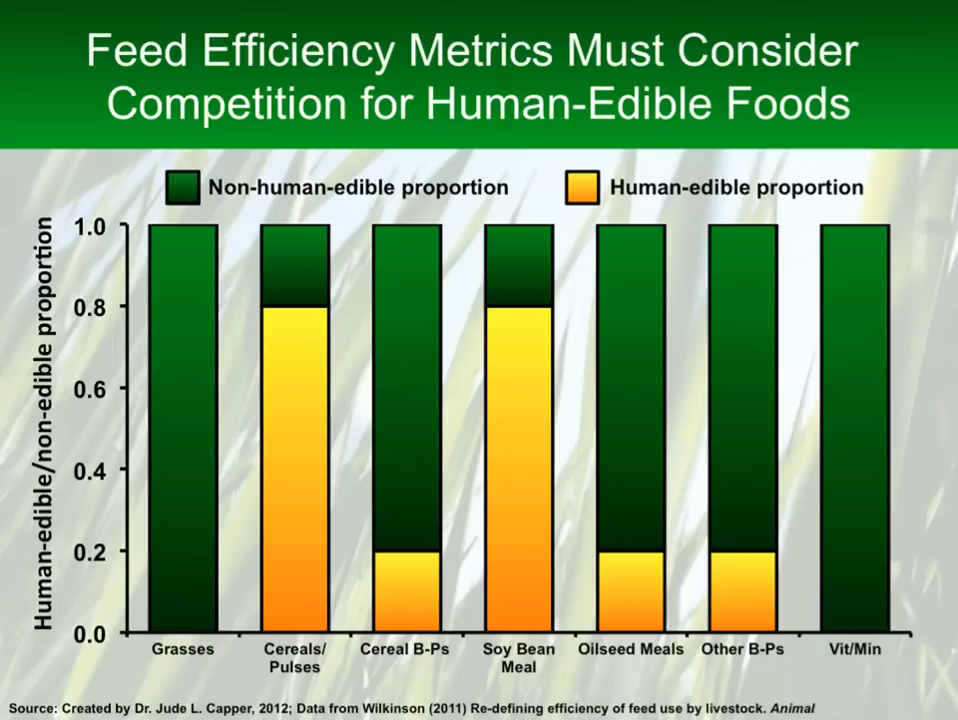 Feed Efficiency Metrics Must Consider
Competition for Human-Edible Foods
Non-human-edible proportion
Human-edible proportion
Human-edible/non-edible proportion
1.0
0.8
0.6
0.4
0.2
0.0
Grasses
Cereals/
Pulses
Cereal B-Ps
Soy Bean
Meal
Oilseed Meals
Other B-Ps
Vit/Min
Source: Created by Dr. Jude L. Capper, 2012; Data from Wilkinson (2011) Re-defining efficiency of feed use by livestock. Animal